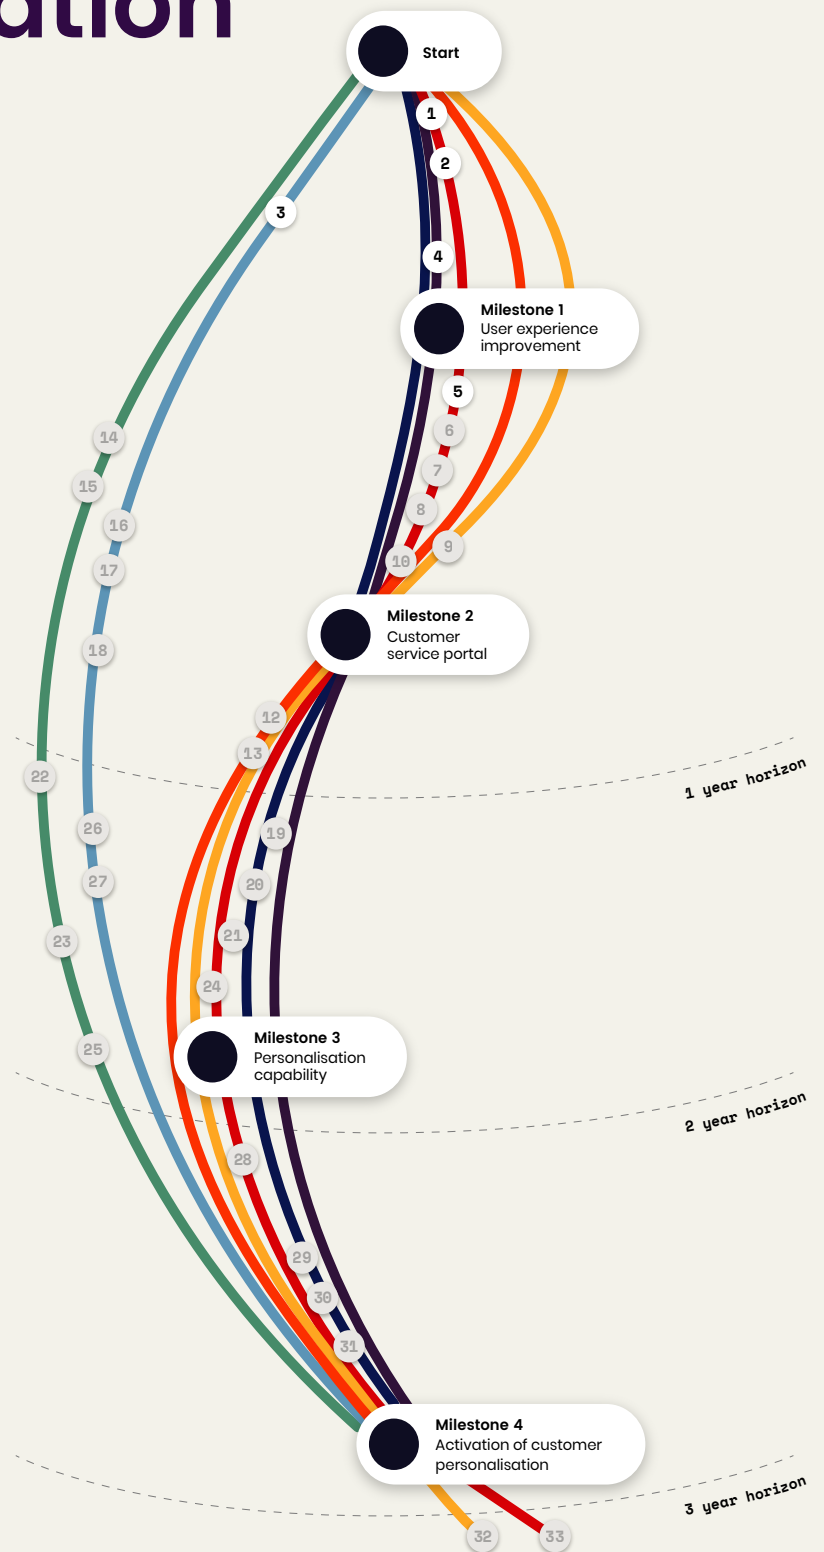 ation
Start
1
2
3
4
Milestone 1
User experience
improvement
5
6
7
14
8
15
16
9
10
17
Milestone 2
Customer
service portal
18
12
13
1 year horizon
22
26
19
27
20
21
23
24
Milestone 3
Personalisation
capability
25
2 year horizon
28
29
30
31
Milestone 4
Activation of customer
personalisation
3 year horizon
32
33